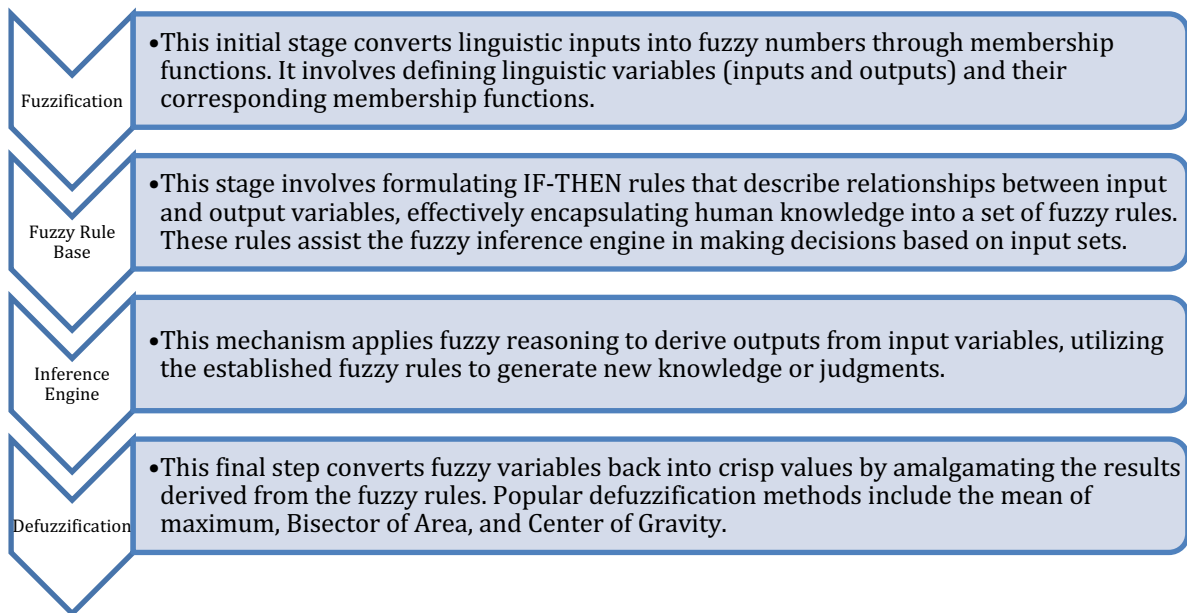 Fuzzification
•This initial stage converts linguistic inputs into fuzzy numbers through membership
functions. It involves defining linguistic variables (inputs and outputs) and their
corresponding membership functions.
Fuzzy Rule
Base
•This stage involves formulating IF-THEN rules that describe relationships between input
and output variables, effectively encapsulating human knowledge into a set of fuzzy rules.
These rules assist the fuzzy inference engine in making decisions based on input sets.
Inference
Engine
•This mechanism applies fuzzy reasoning to derive outputs from input variables, utilizing
the established fuzzy rules to generate new knowledge or judgments.
Defuzzification
•This final step converts fuzzy variables back into crisp values by amalgamating the results
derived from the fuzzy rules. Popular defuzzification methods include the mean of
maximum, Bisector of Area, and Center of Gravity.